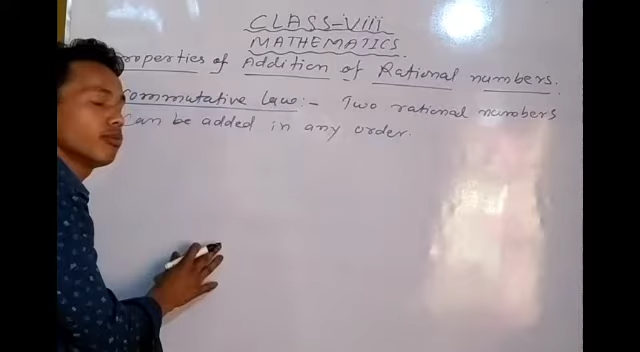 CLASS-viii
MATHEMATICS
roperties of Addition of Rational numbers.
ommutative law:- Two rational numbers
can be added in any order.